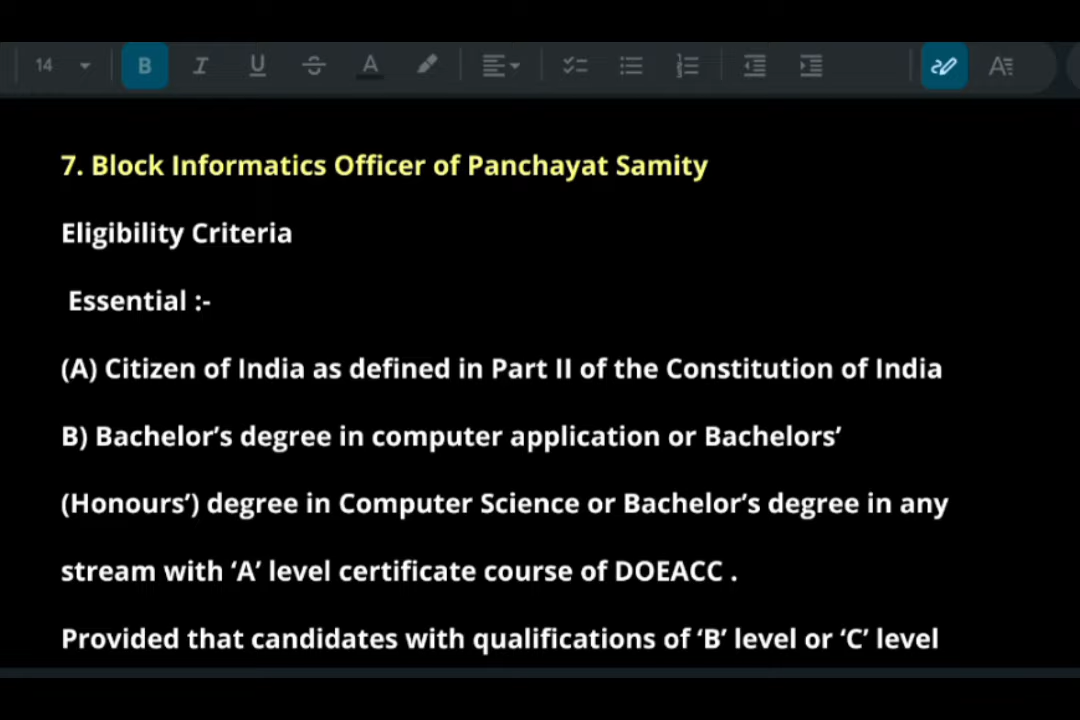 14 B I U S A
7. Block Informatics Officer of Panchayat Samity
Eligibility Criteria
Essential :-
(A) Citizen of India as defined in Part II of the Constitution of India
B) Bachelor’s degree in computer application or Bachelors’
(Honours’) degree in Computer Science or Bachelor’s degree in any
stream with ‘A’ level certificate course of DOEACC .
Provided that candidates with qualifications of ‘B’ level or ‘C’ level